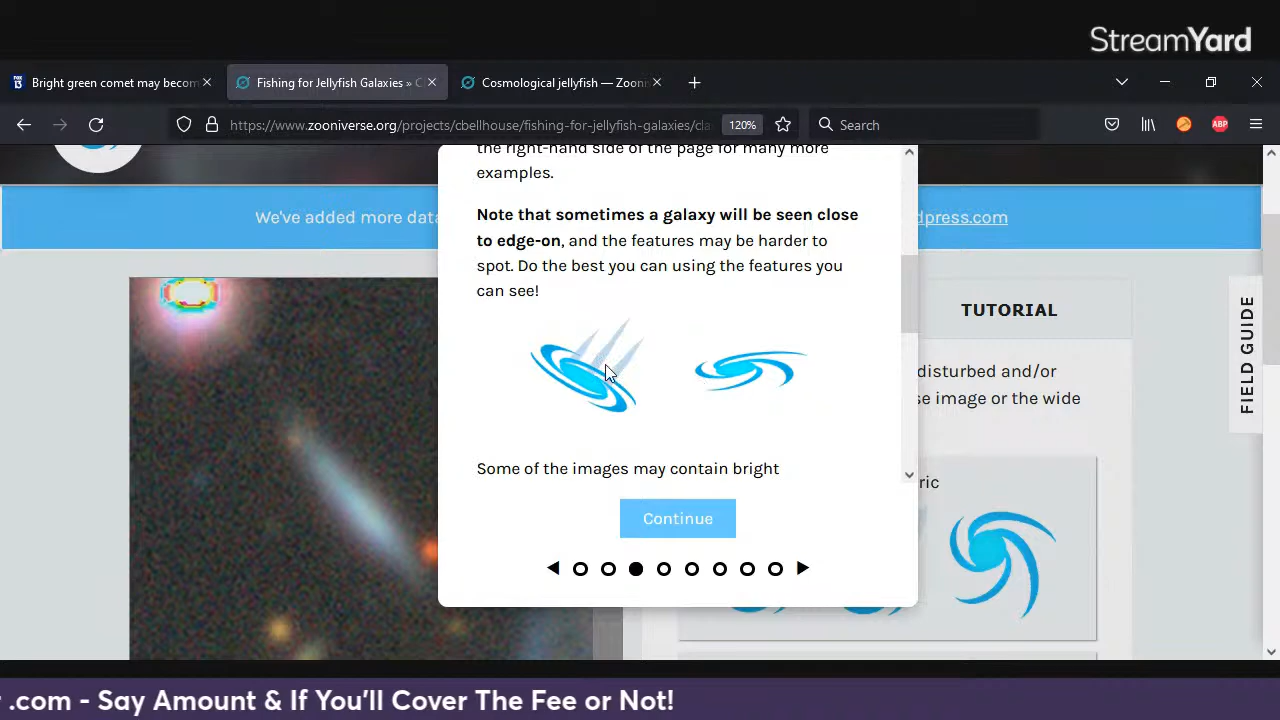 StreamYard
Bright green comet may becom
Fishing for Jellyfish Galaxies » C
Cosmological jellyfish — Zooni
https://www.zooniverse.org/projects/cbellhouse/fishing-for-jellyfish-galaxies/cla
120%
Search
ABP
We've added more data
dpress.com
the right-hand side of the page for many more
examples.
Note that sometimes a galaxy will be seen close
to edge-on, and the features may be harder to
spot. Do the best you can using the features you
can see!
Some of the images may contain bright
Continue
TUTORIAL
disturbed and/or
se image or the wide
ric
FIELD GUIDE
.com - Say Amount & If You'll Cover The Fee or Not!